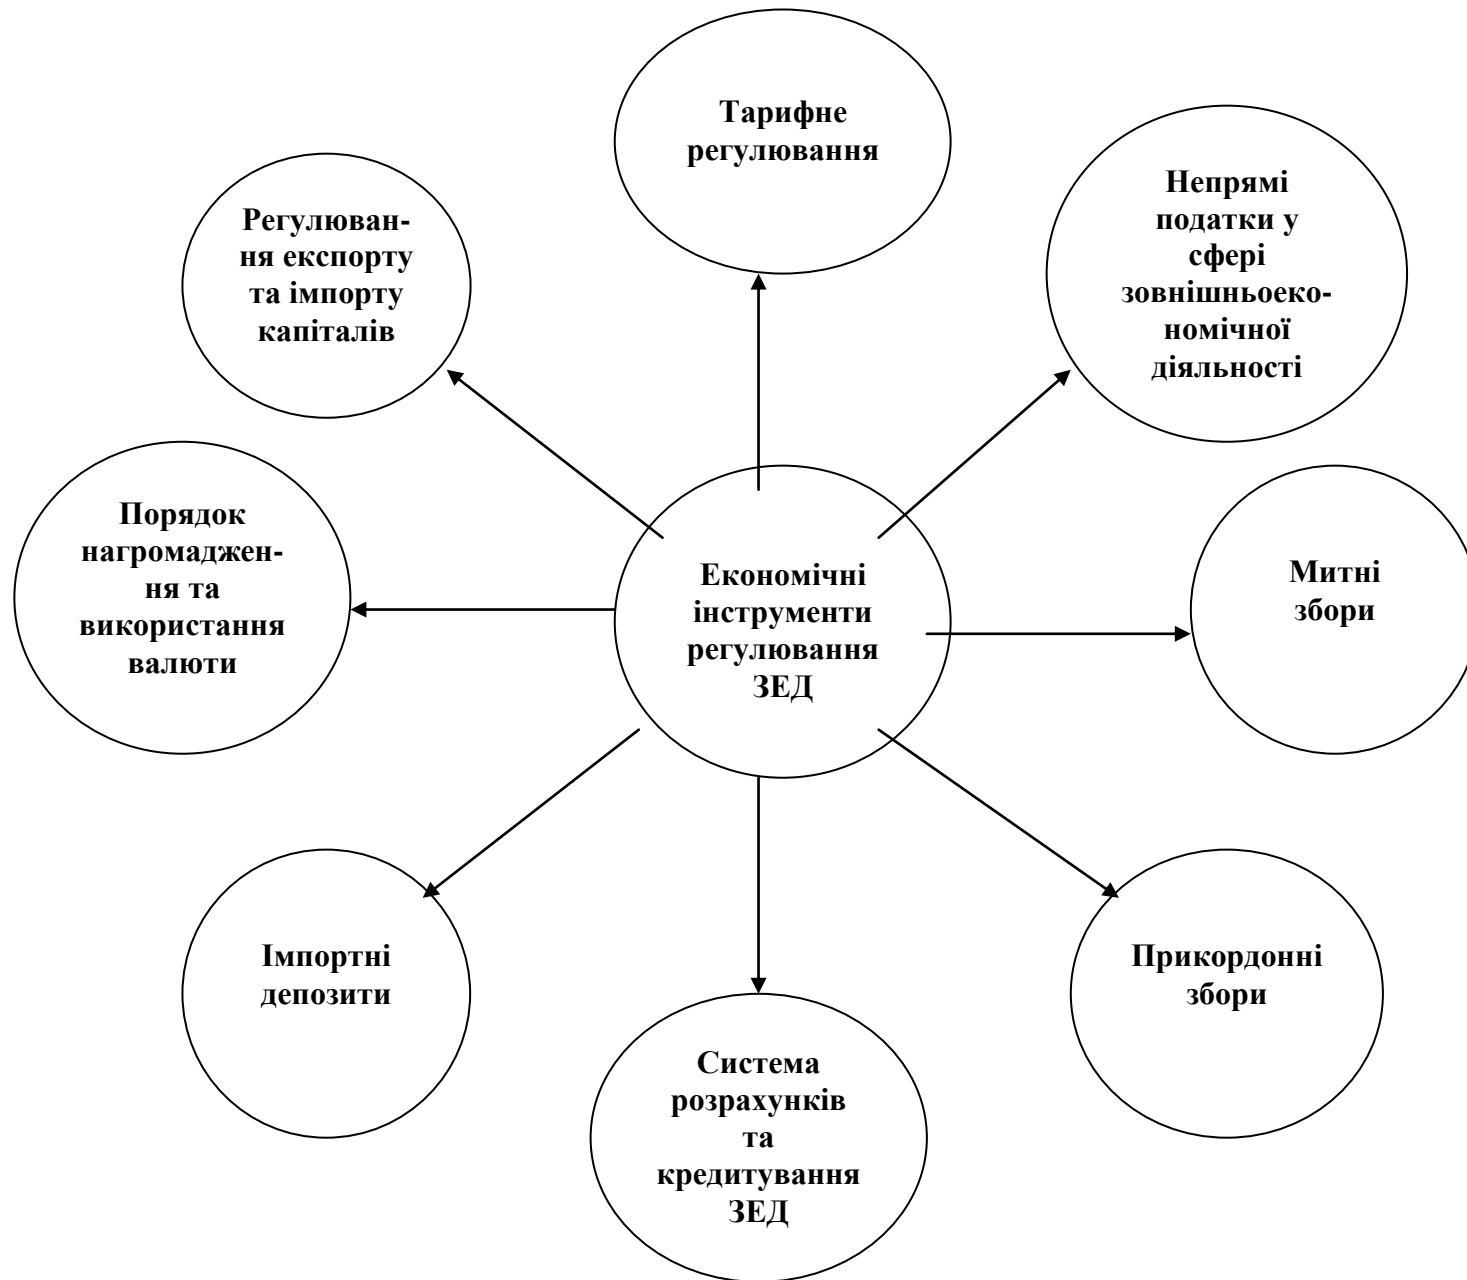 Тарифне
регулювання
Непрямі
податки у
сфері
зовнішньоеко-
номічної
діяльності
Регулюван-
ня експорту
та імпорту
капіталів
Порядок
нагромаджен-
ня та
використання
валюти
Економічні
інструменти
регулювання
ЗЕД
Митні
збори
Імпортні
депозити
Прикордонні
збори
Система
розрахунків
та
кредитування
ЗЕД